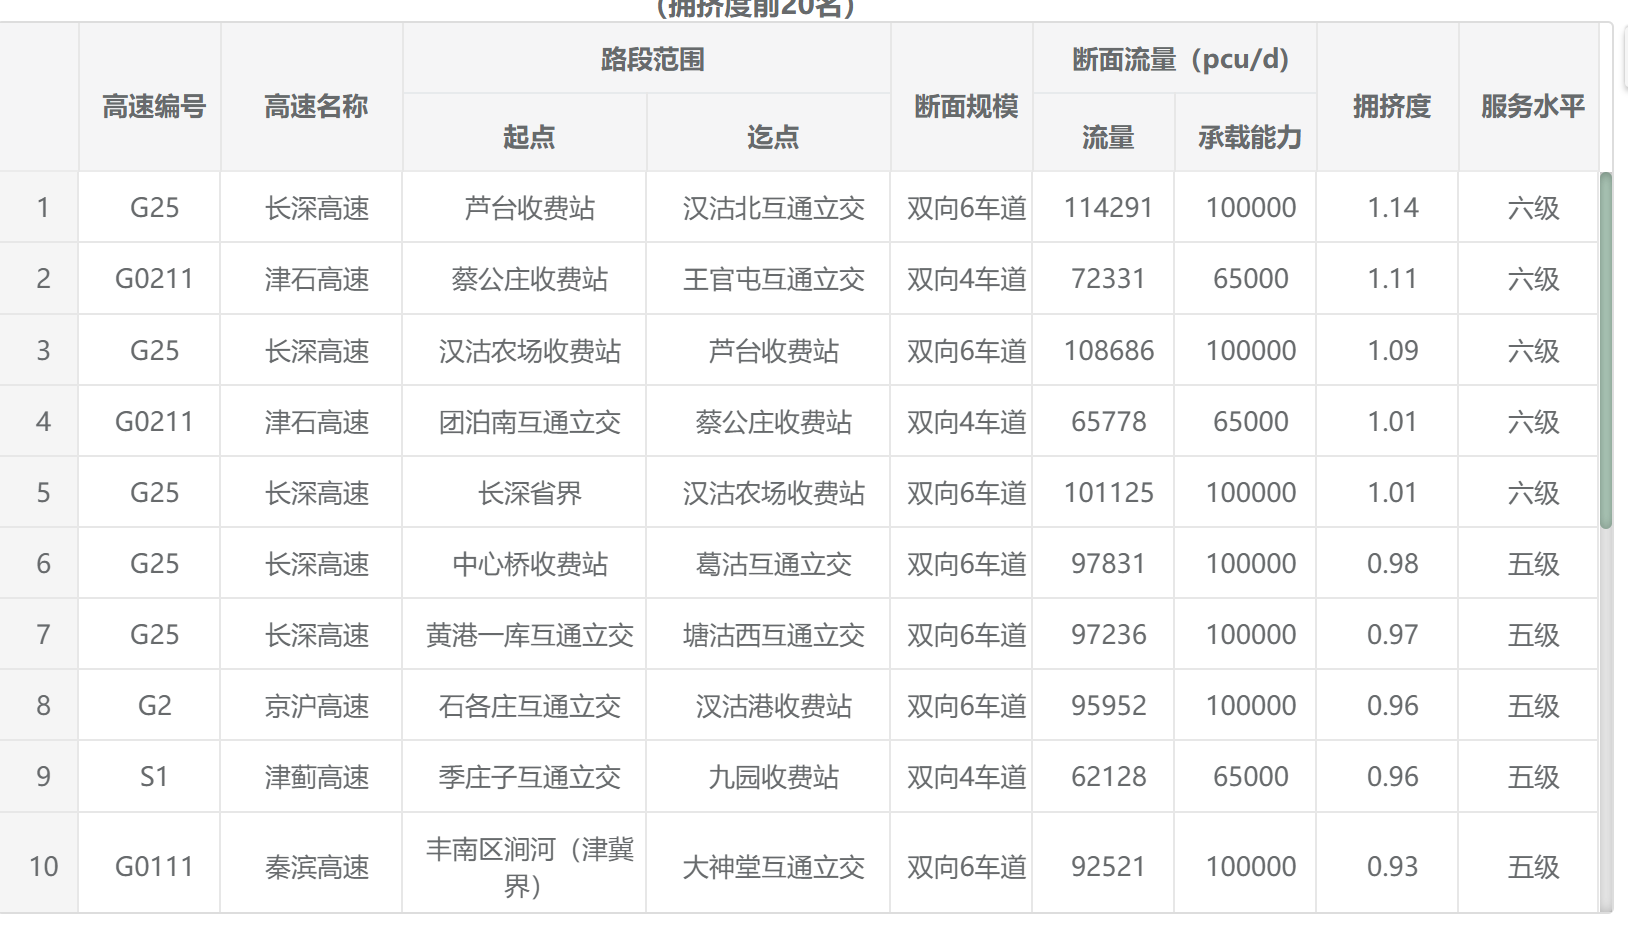 (拥挤度前20名)
高速编号 高速名称 路段范围 断面规模 断面流量（pcu/d) 拥挤度 服务水平
起点 迄点 流量 承载能力
1 G25 长深高速 芦台收费站 汉沽北互通立交 双向6车道 114291 100000 1.14 六级
2 G0211 津石高速 蔡公庄收费站 王官屯互通立交 双向4车道 72331 65000 1.11 六级
3 G25 长深高速 汉沽农场收费站 芦台收费站 双向6车道 108686 100000 1.09 六级
4 G0211 津石高速 团泊南互通立交 蔡公庄收费站 双向4车道 65778 65000 1.01 六级
5 G25 长深高速 长深省界 汉沽农场收费站 双向6车道 101125 100000 1.01 六级
6 G25 长深高速 中心桥收费站 葛沽互通立交 双向6车道 97831 100000 0.98 五级
7 G25 长深高速 黄港一库互通立交 塘沽西互通立交 双向6车道 97236 100000 0.97 五级
8 G2 京沪高速 石各庄互通立交 汊沽港收费站 双向6车道 95952 100000 0.96 五级
9 S1 津蓟高速 季庄子互通立交 九园收费站 双向4车道 62128 65000 0.96 五级
10 G0111 秦滨高速 丰南区涧河（津冀
界） 大神堂互通立交 双向6车道 92521 100000 0.93 五级